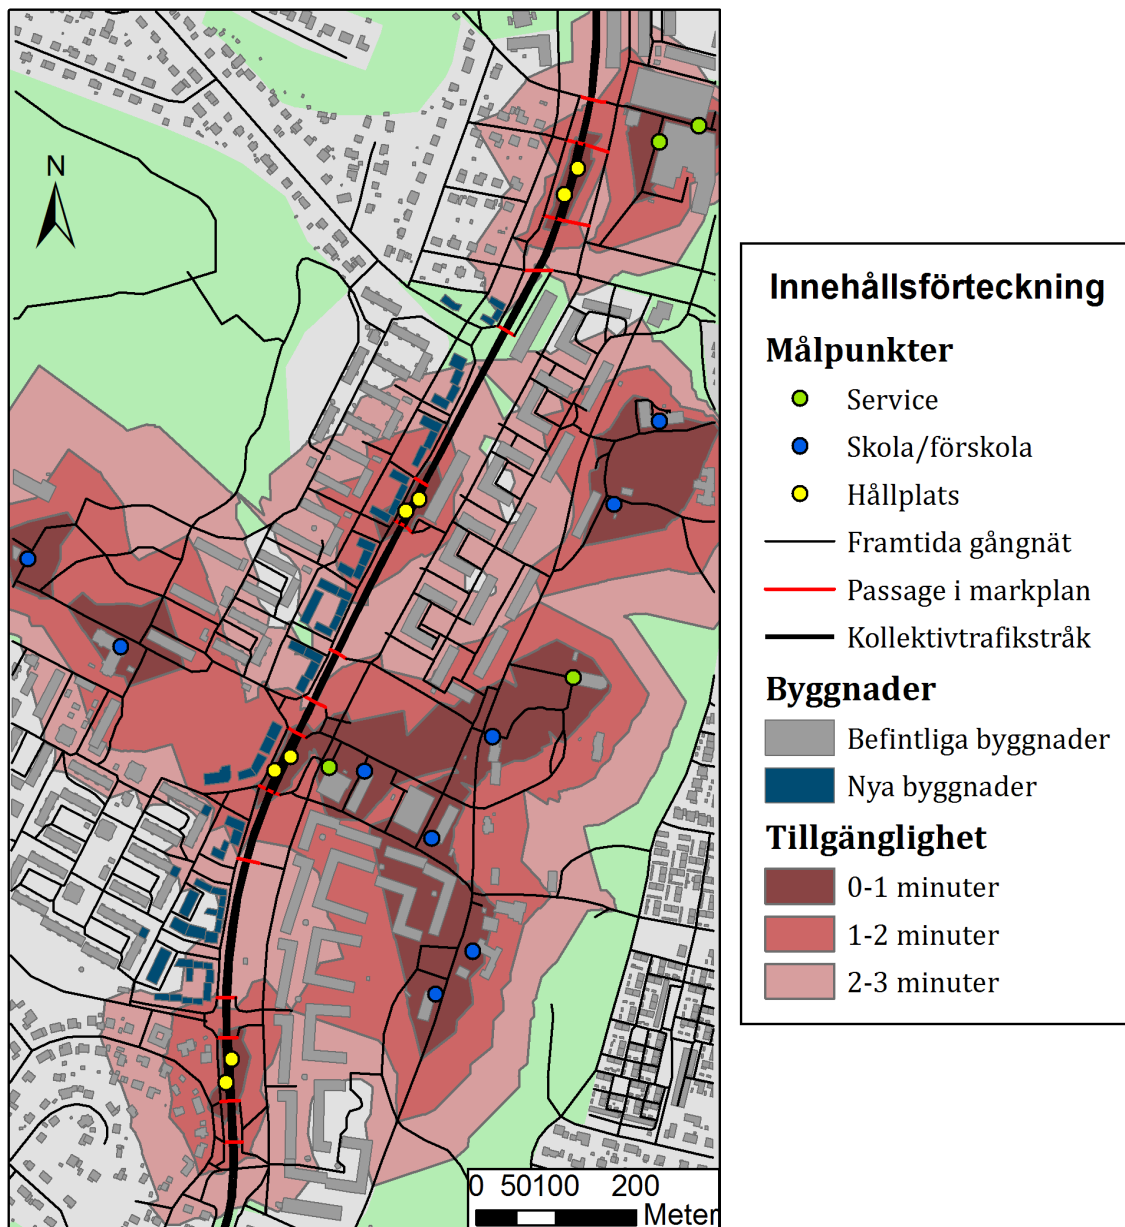 N
Innehållsförteckning
Målpunkter
Service
Skola/förskola
Hållplats
Framtida gångnät
Passage i markplan
Kollektivtrafikstråk
Byggnader
Befintliga byggnader
Nya byggnader
Tillgänglighet
0-1 minuter
1-2 minuter
2-3 minuter
0 50100 200
Meter